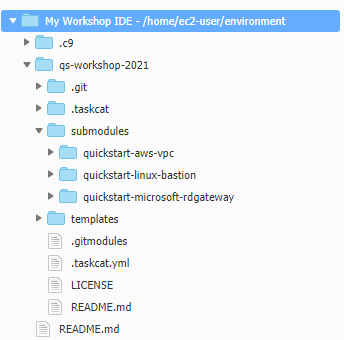 My Workshop IDE - /home/ec2-user/environment
.c9
qs-workshop-2021
.git
.taskcat
submodules
quickstart-aws-vpc
quickstart-linux-bastion
quickstart-microsoft-rdgateway
templates
.gitmodules
.taskcat.yml
LICENSE
README.md
README.md